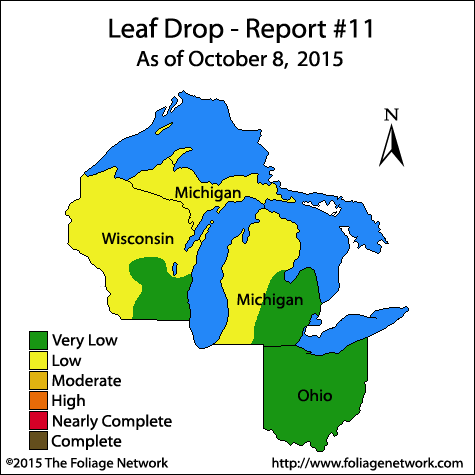 Leaf Drop - Report #11
As of October 8, 2015
N
Michigan
Wisconsin
Michigan
Ohio
Very Low
Low
Moderate
High
Nearly Complete
Complete
©2015 The Foliage Network
http://www.foliagenetwork.com